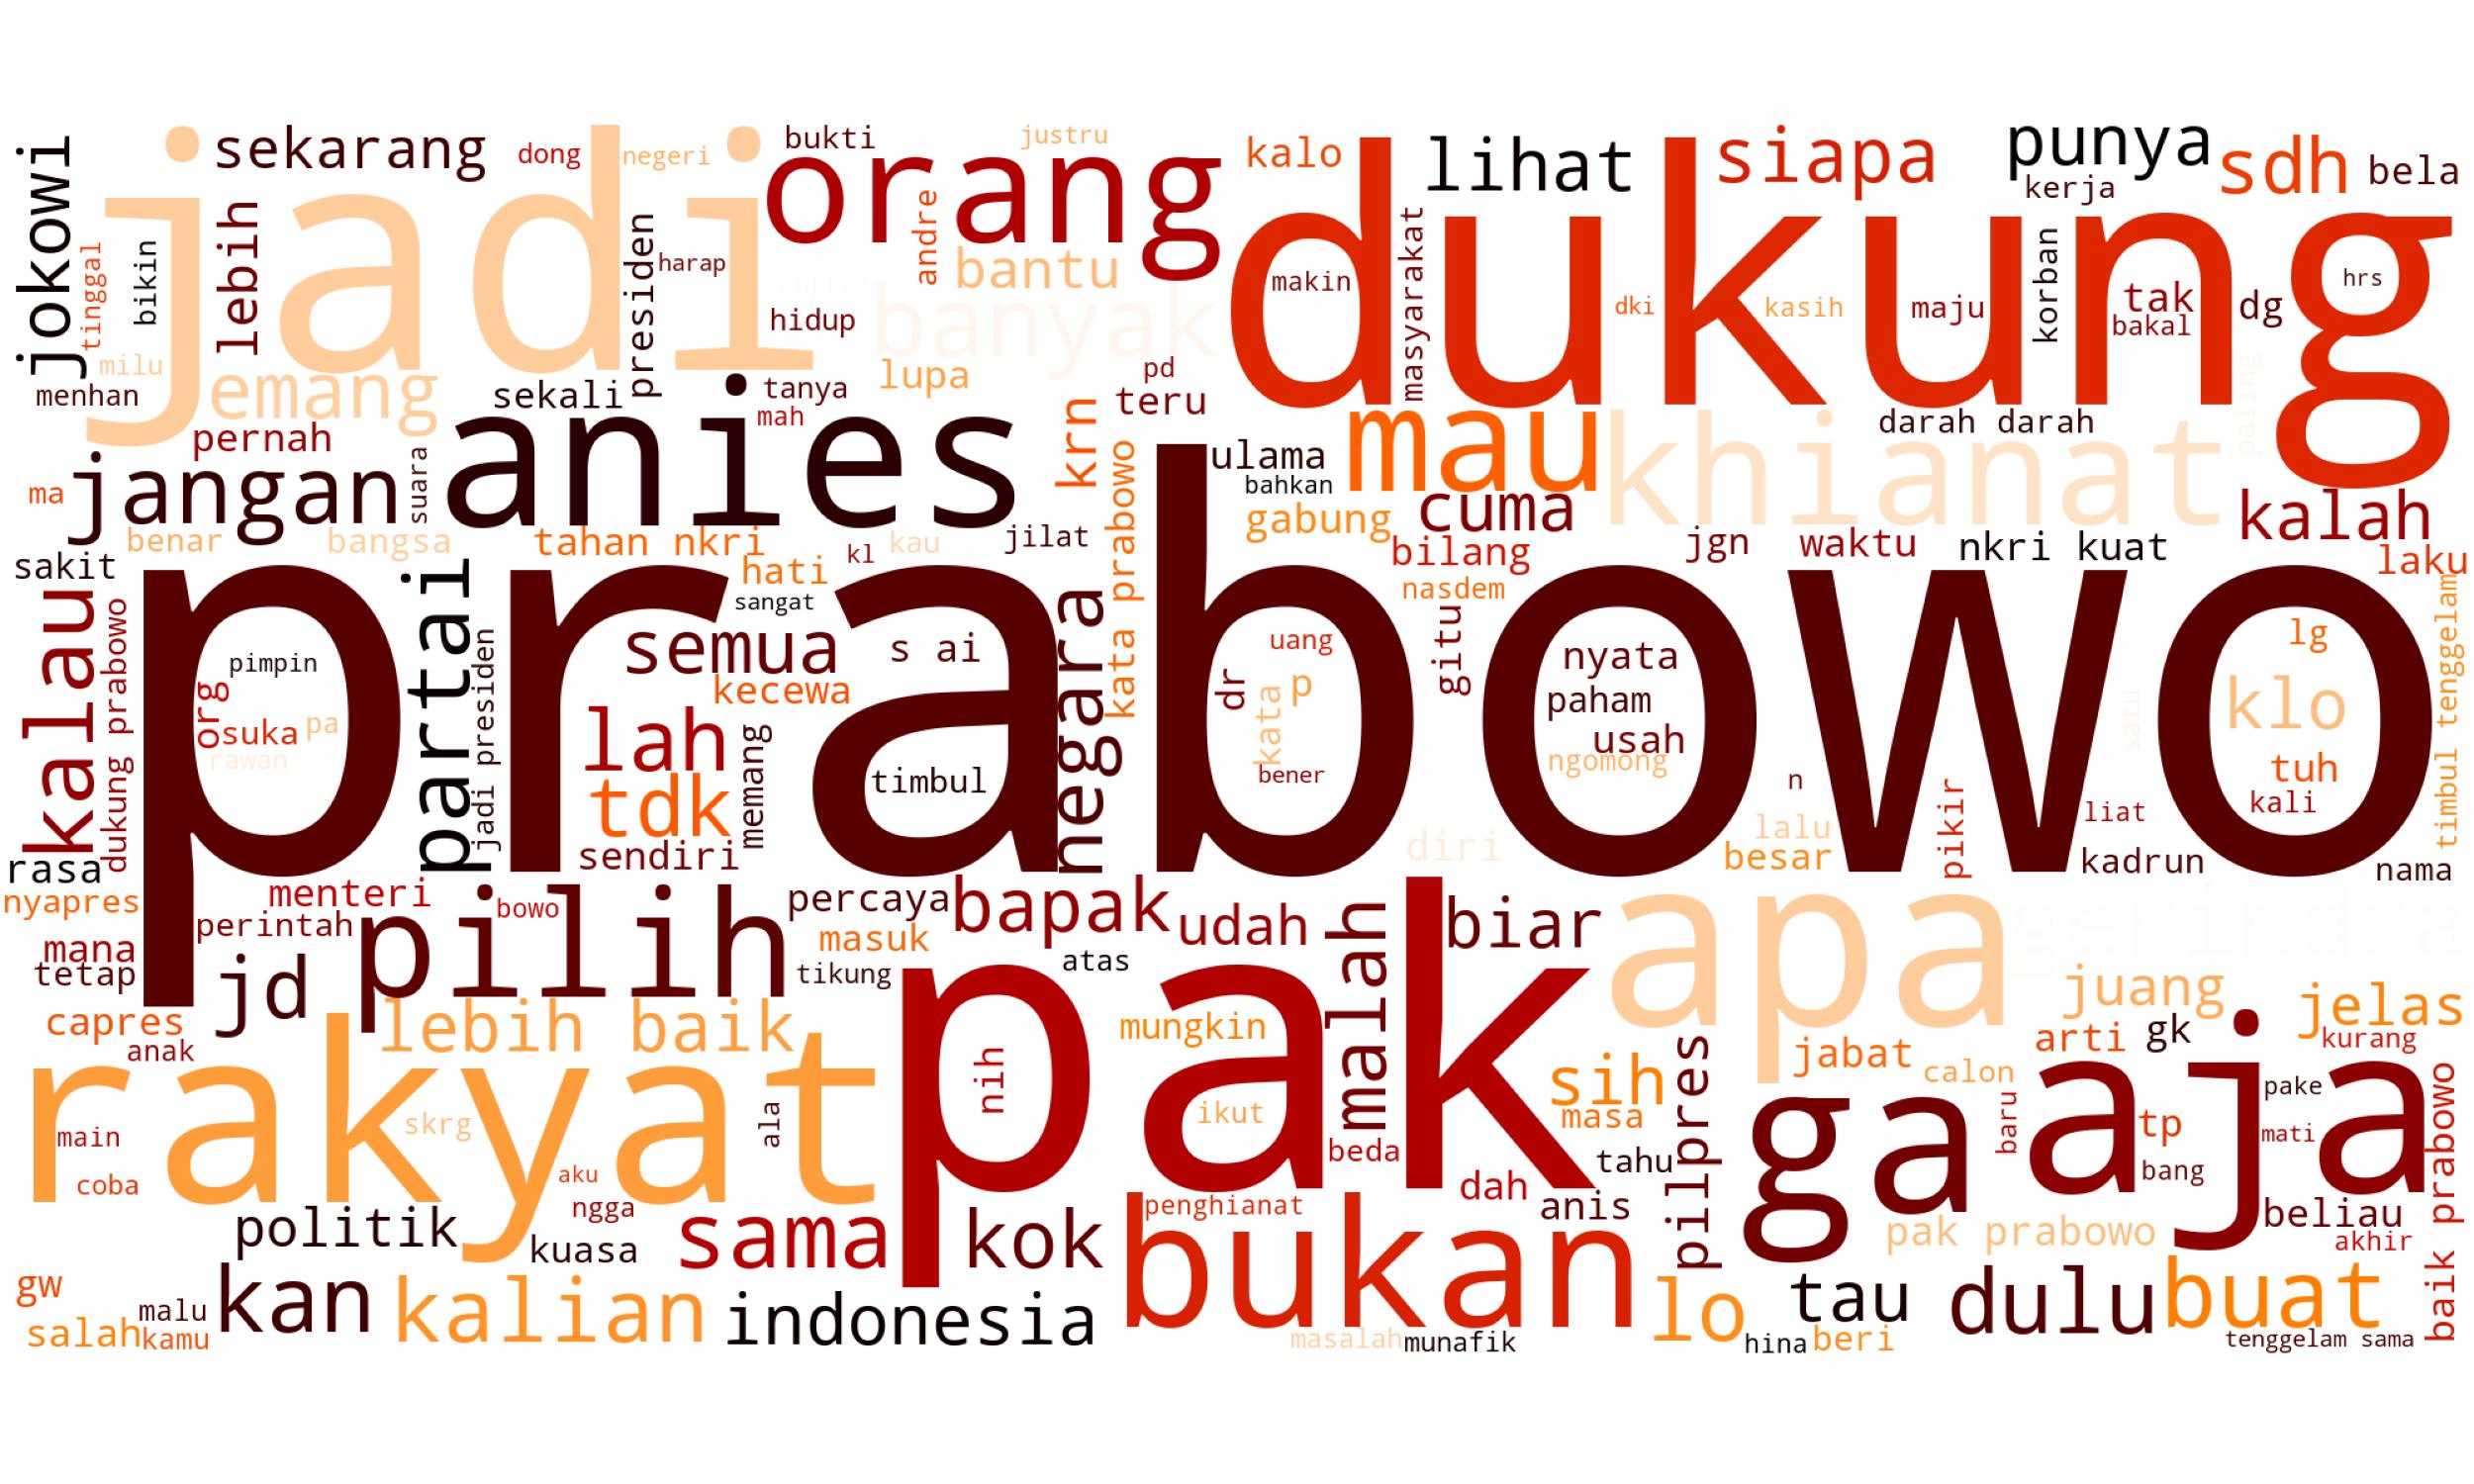 jokowi
sekarang
dong
negeri
bukti
justru
kalo
lihat
siapa
punya
kerja
sdh
bela
jadi
orang
dukung
tinggal
bikin
lebih
presiden
harap
andre
bantu
banyak
hidup
makin
masyarakat
dki
kasih
maju
korban
tak
bakal
dg
hrs
milu
menhan
emang
sekali
tanya
mah
lupa
pd
teru
darah darah
paling
pernah
anies
krn
kata prabowo
ulama
bahkan
mau
khianat
ma
jangan
suara
gabung
cuma
kalah
benar
bangsa
tahan nkri
kl
kau
jilat
bilang
jgn
waktu
nkri kuat
laku
sakit
hati
sangat
nasdem
kalau
dukung prabowo
prabowo
partai
jadi presiden
negara
gitu
timbul tenggelam
pimpin
org
suka
pa
rawan
semua
s ai
kecewa
lah
tdk
memang
sendiri
timbul
uang
dr
p
kata
bener
nyata
paham
usah
ngomong
n
lg
klo
tuh
kali
satu
rasa
diri
lalu
besar
pikir
liat
kadrun
nama
nyapres
menteri
perintah
bowo
percaya
bapak
udah
malah
biar
apa
mana
tetap
jd
pilih
masuk
tikung
atas
pak
juang
jelas
capres
anak
lebih baik
mungkin
sih
masa
pilpres
jabat
calon
arti
gk
kurang
rakyat
main
coba
skrg
ala
aku
ngga
nih
ikut
beda
dah
tahu
anis
ga
baru
aja
tp
bang
pake
mati
baik prabowo
politik
kuasa
sama
kok
penghianat
bukan
pak prabowo
beliau
akhir
gw
salah
malu
kamu
kan
kalian
indonesia
masalah
munafik
lo
hina
beri
tau
dulu
buat
tenggelam sama